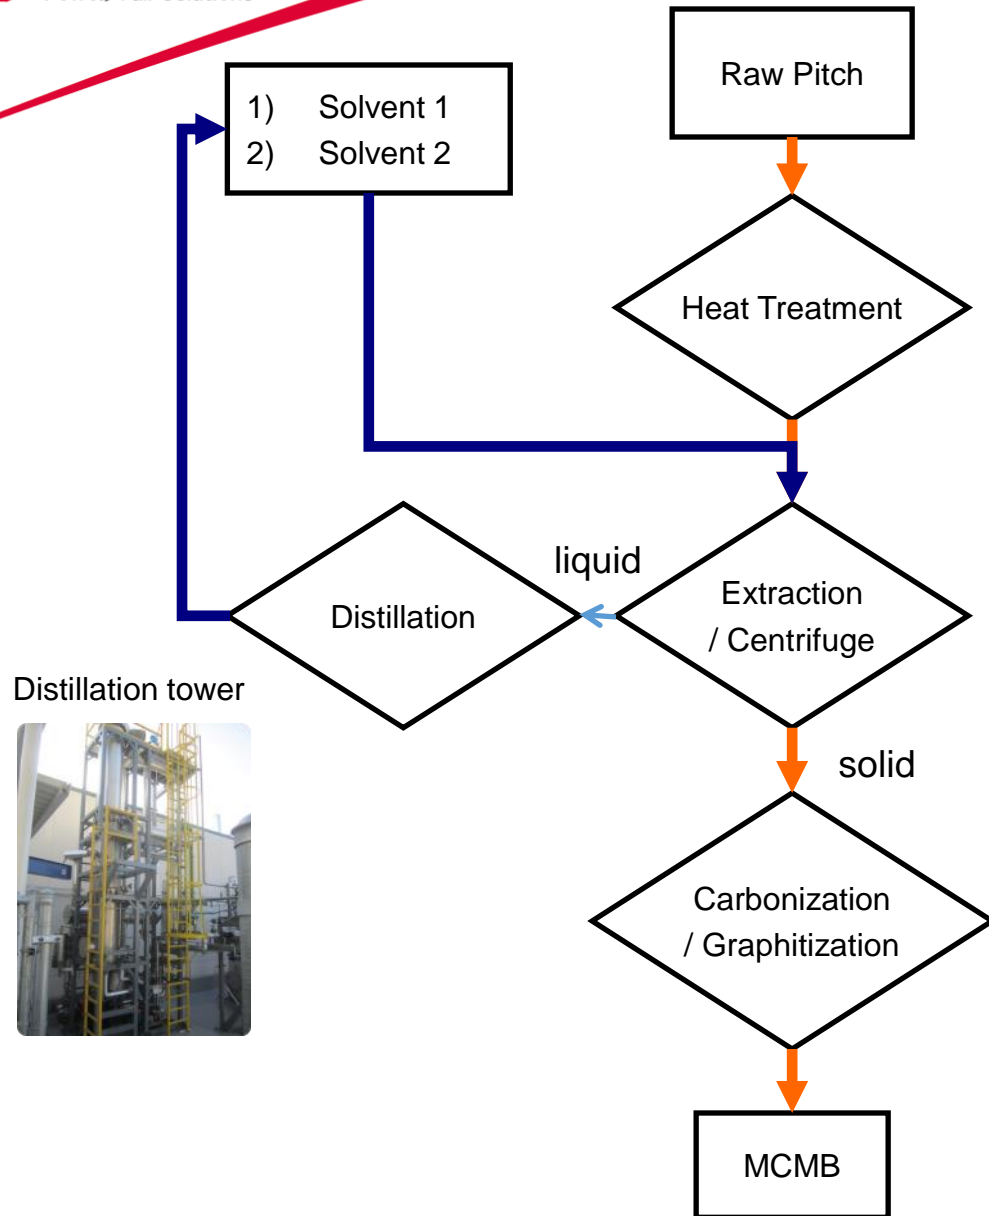 Raw Pitch
1) Solvent 1
2) Solvent 2
Heat Treatment
liquid
Extraction
/ Centrifuge
Distillation
Distillation tower
solid
Carbonization
/ Graphitization
MCMB